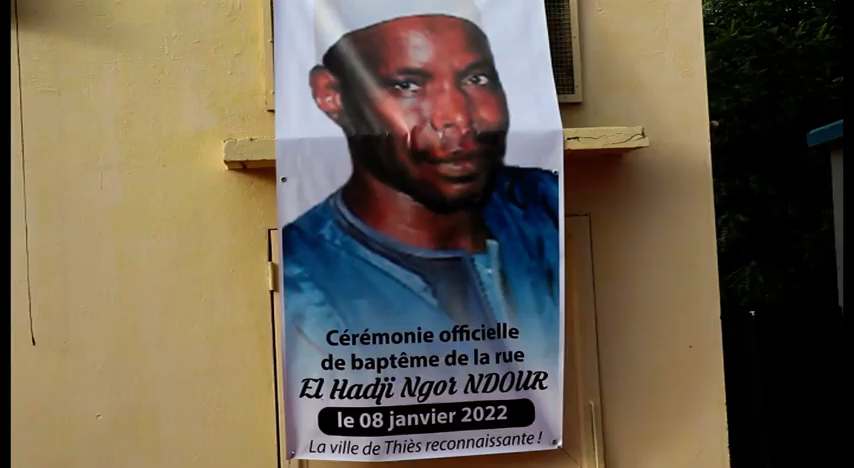 Cérémonie officielle
de baptême de la rue
El Hadji Ngor NDOUR
le 08 janvier 2022
La ville de Thiès reconnaissante !